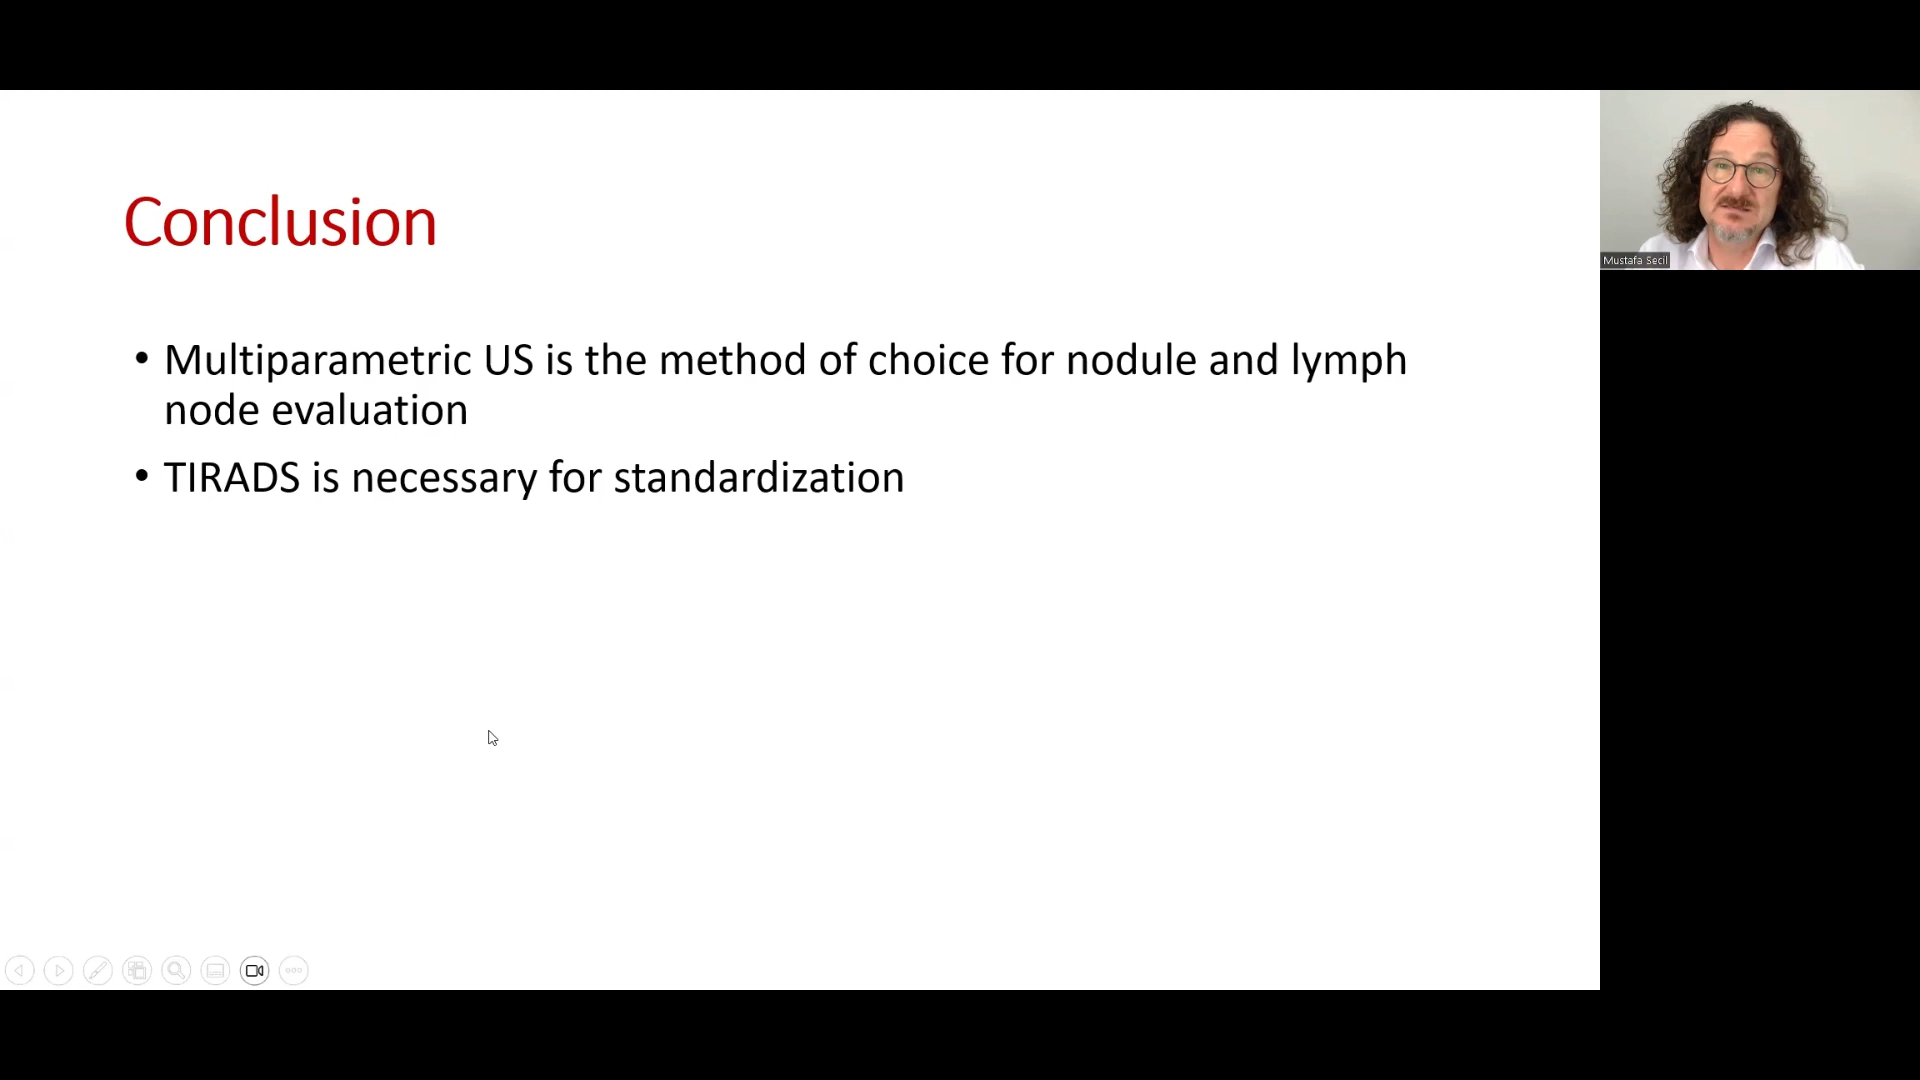 Conclusion
• Multiparametric US is the method of choice for nodule and lymph
node evaluation
• TIRADS is necessary for standardization
Mustafa Secil